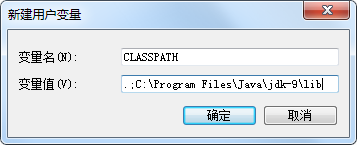 新建用户变量
变量名(N): CLASSPATH
变量值(V): .;C:\Program Files\Java\jdk-9\lib
确定 取消